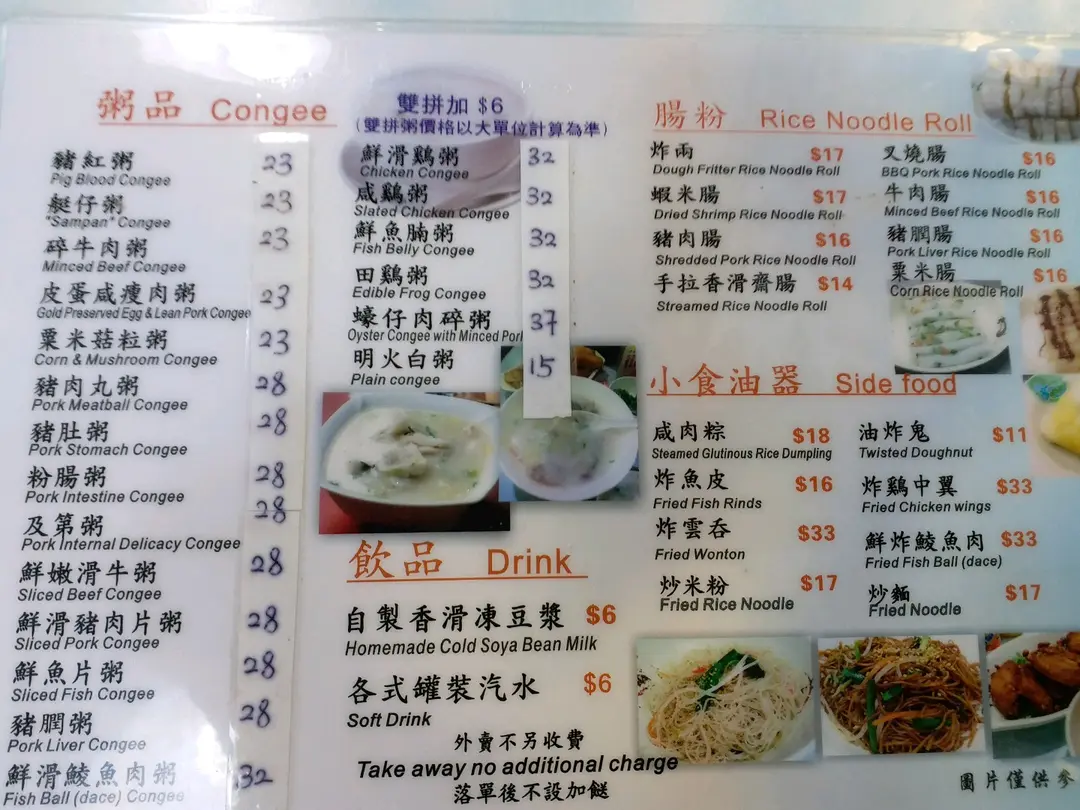 粥品 Congee
豬紅粥 23
Pig Blood Congee
艇仔粥 23
"Sampan" Congee
碎牛肉粥 23
Minced Beef Congee
皮蛋咸瘦肉粥 23
Gold Preserved Egg & Lean Pork Congee
粟米菇粒粥 23
Corn & Mushroom Congee
豬肉丸粥 28
Pork Meatball Congee
豬肚粥 28
Pork Stomach Congee
粉腸粥 28
Pork Intestine Congee
及第粥 28
Pork Internal Delicacy Congee
鮮嫩滑牛粥 28
Sliced Beef Congee
鮮滑豬肉片粥 28
Sliced Pork Congee
鮮魚片粥 28
Sliced Fish Congee
豬膶粥 28
Pork Liver Congee
鮮滑鯪魚肉粥 32
Fish Ball (dace) Congee
雙拼加 $6
(雙拼粥價格以大單位計算為準)
鮮滑鷄粥 32
Chicken Congee
咸鷄粥 32
Slated Chicken Congee
鮮魚腩粥 32
Fish Belly Congee
田鷄粥 32
Edible Frog Congee
蠔仔肉碎粥 37
Oyster Congee with Minced Pork
明火白粥 15
Plain congee
飲品 Drink
自製香滑凍豆漿 $6
Homemade Cold Soya Bean Milk
各式罐裝汽水 $6
Soft Drink
外賣不另收費
Take away no additional charge
落單後不設加餸
腸粉 Rice Noodle Roll
炸兩 $17
Dough Fritter Rice Noodle Roll
蝦米腸 $17
Dried Shrimp Rice Noodle Roll
豬肉腸 $16
Shredded Pork Rice Noodle Roll
手拉香滑齋腸 $14
Streamed Rice Noodle Roll
叉燒腸 $16
BBQ Pork Rice Noodle Roll
牛肉腸 $16
Minced Beef Rice Noodle Roll
豬膶腸 $16
Pork Liver Rice Noodle Roll
粟米腸 $16
Corn Rice Noodle Roll
小食油器 Side food
咸肉粽 $18
Steamed Glutinous Rice Dumpling
炸魚皮 $16
Fried Fish Rinds
炸雲吞 $33
Fried Wonton
炒米粉 $17
Fried Rice Noodle
油炸鬼 $11
Twisted Doughnut
炸鷄中翼 $33
Fried Chicken wings
鮮炸鯪魚肉 $33
Fried Fish Ball (dace)
炒麵 $17
Fried Noodle
圖片僅供參